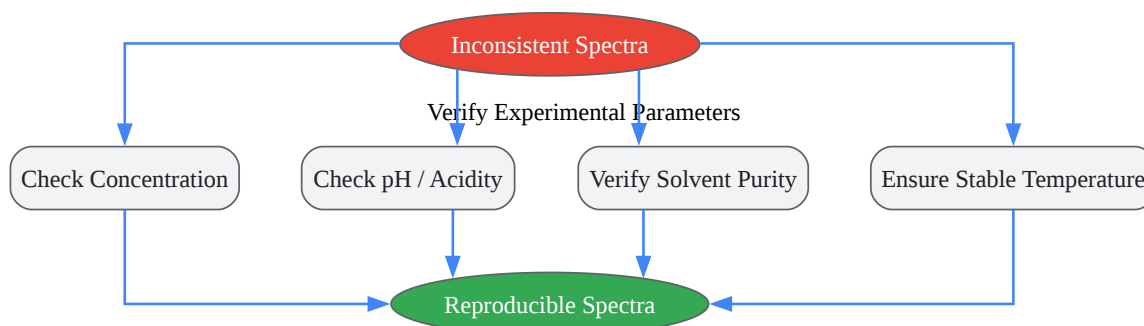 Inconsistent Spectra
Verify Experimental Parameters
Check Concentration
Check pH / Acidity
Verify Solvent Purity
Ensure Stable Temperature
Reproducible Spectra